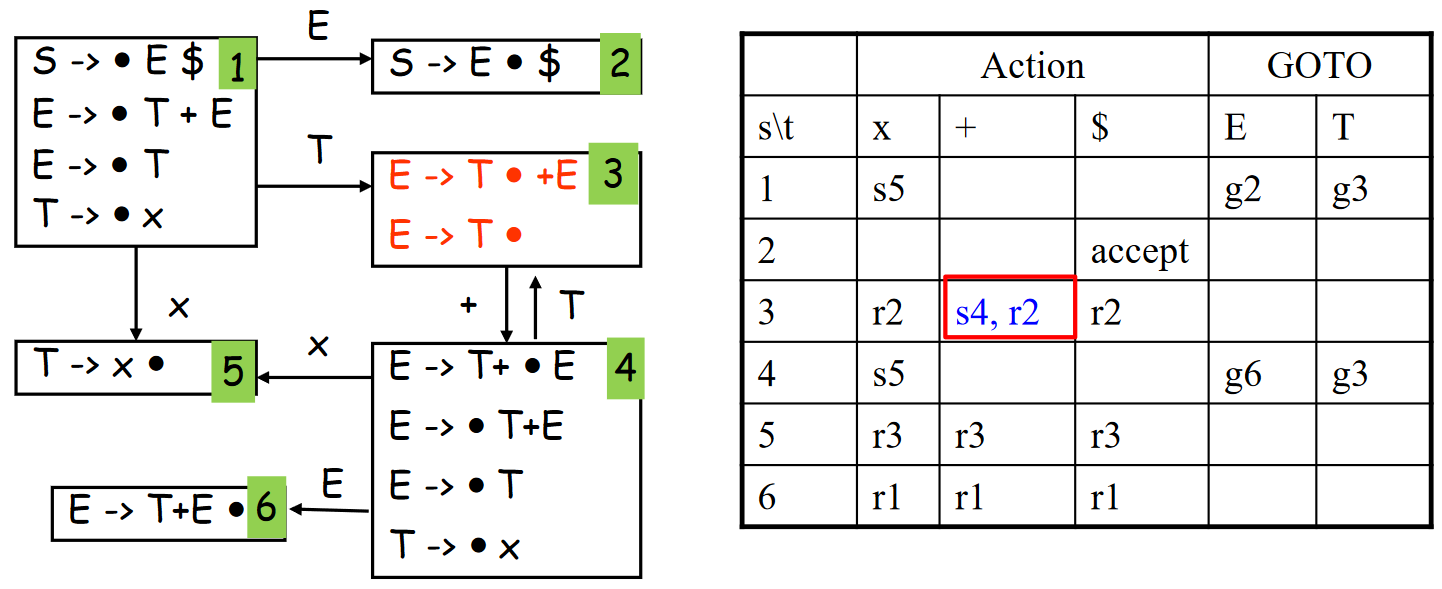 E
S -> • E $ 1
E -> • T + E
E -> • T
T -> • x
S -> E • $ 2
T
E -> T • +E 3
E -> T •
x
+
T
T -> x • 5
x
E -> T+ • E 4
E -> • T+E
E -> • T
T -> • x
E
E -> T+E • 6
Action GOTO
s\t x + $ E T
1 s5 g2 g3
2 accept
3 r2 s4, r2 r2
4 s5 g6 g3
5 r3 r3 r3
6 r1 r1 r1